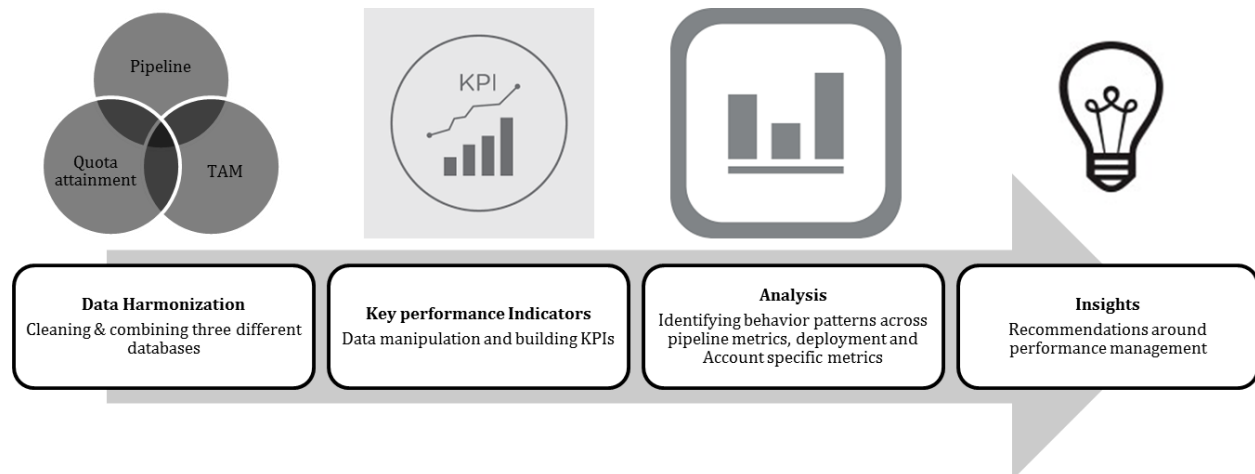 Pipeline
Quota
attainment
TAM
KPI
Data Harmonization
Cleaning & combining three different
databases
Key performance Indicators
Data manipulation and building KPIs
Analysis
Identifying behavior patterns across
pipeline metrics, deployment and
Account specific metrics
Insights
Recommendations around
performance management